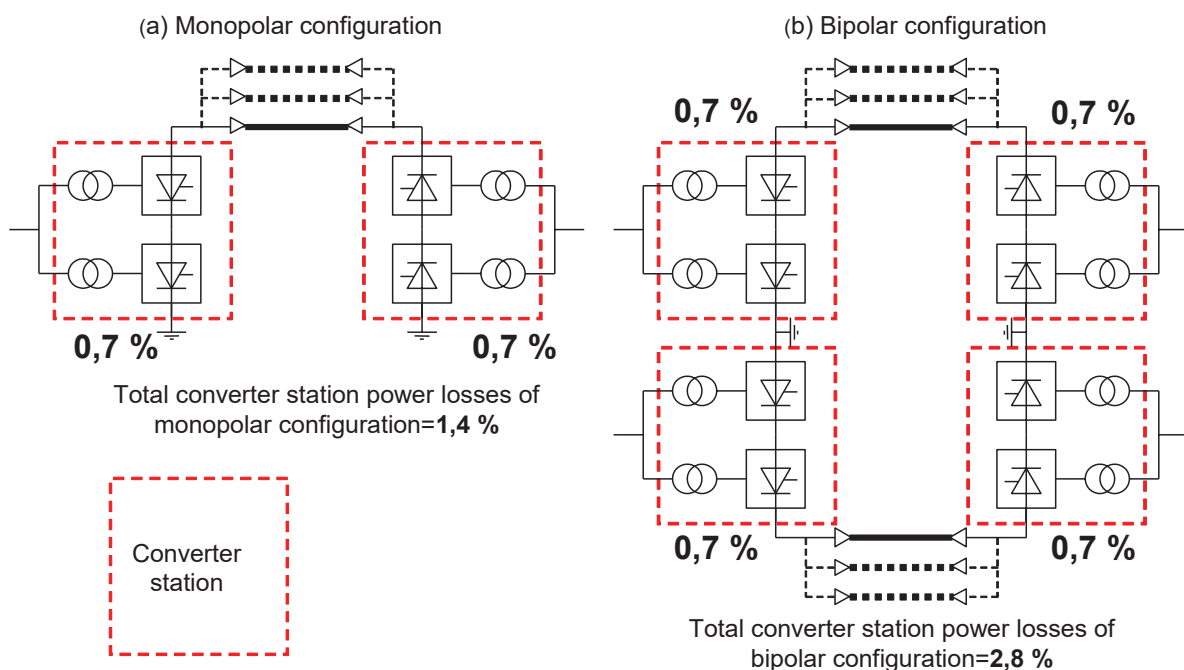 (a) Monopolar configuration
0,7 %
0,7 %
Total converter station power losses of
monopolar configuration=1,4 %
Converter
station
(b) Bipolar configuration
0,7 %
0,7 %
0,7 %
0,7 %
Total converter station power losses of
bipolar configuration=2,8 %